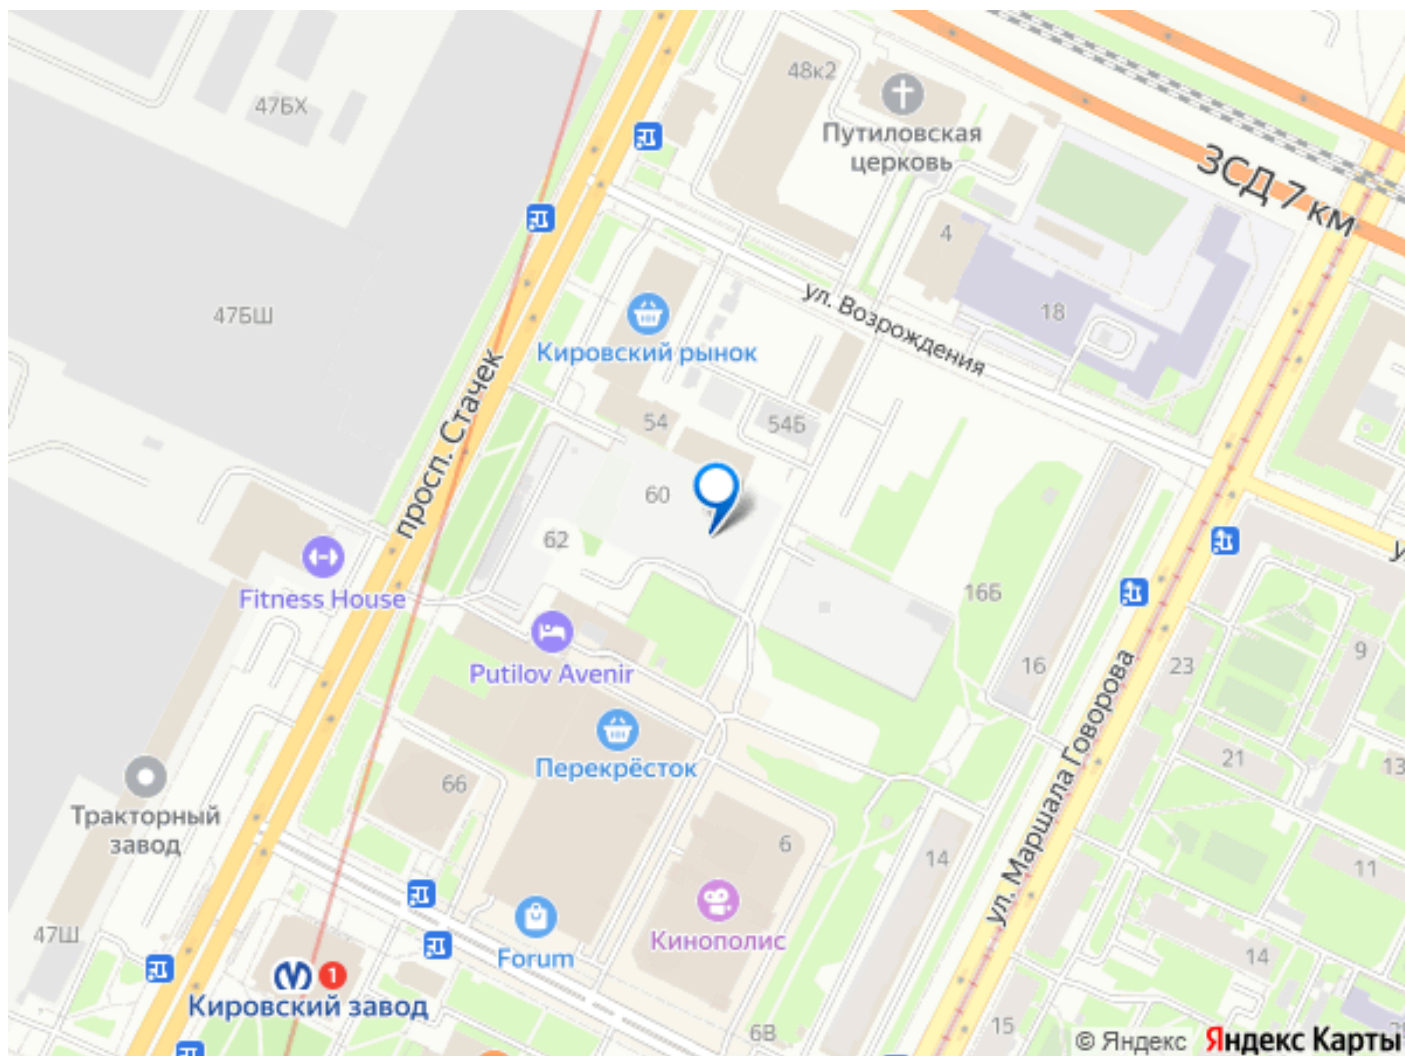 48к2
47БХ
Путиловская
церковь
ЗСД 7 км
4
ул. Возрождения
18
47БШ
Кировский рынок
просп. Стачек
54
54Б
60
62
Fitness House
16Б
9
Putilov Avenir
16
23
ул. Маршала Говорова
Перекрёсток
21
13
66
Тракторный
завод
6
14
11
Кинополис
47Ш
Forum
14
1
Кировский завод
6В
15
© Яндекс Яндекс Карты